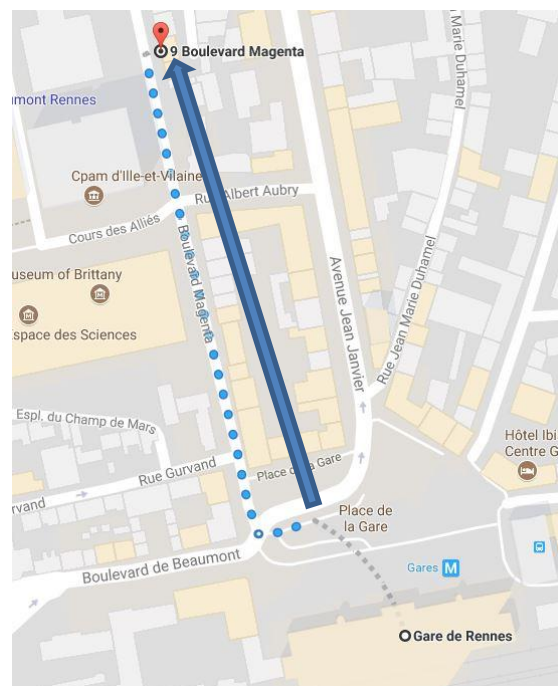 9 Boulevard Magenta
Marie Duhamel
aumont Rennes
Cpam d'Ille-et-Vilaine
Rue Albert Aubry
Cours des Alliés
Boulevard Magenta
useum of Brittany
Avenue Jean Janvier
Rue Jean Marie Duhamel
space des Sciences
Espl. du Champ de Mars
Hôtel Ibi
Centre G
Rue Gurvand
Place de la Gare
rvand
Place de
la Gare
Boulevard de Beaumont
Gares M
Gare de Rennes